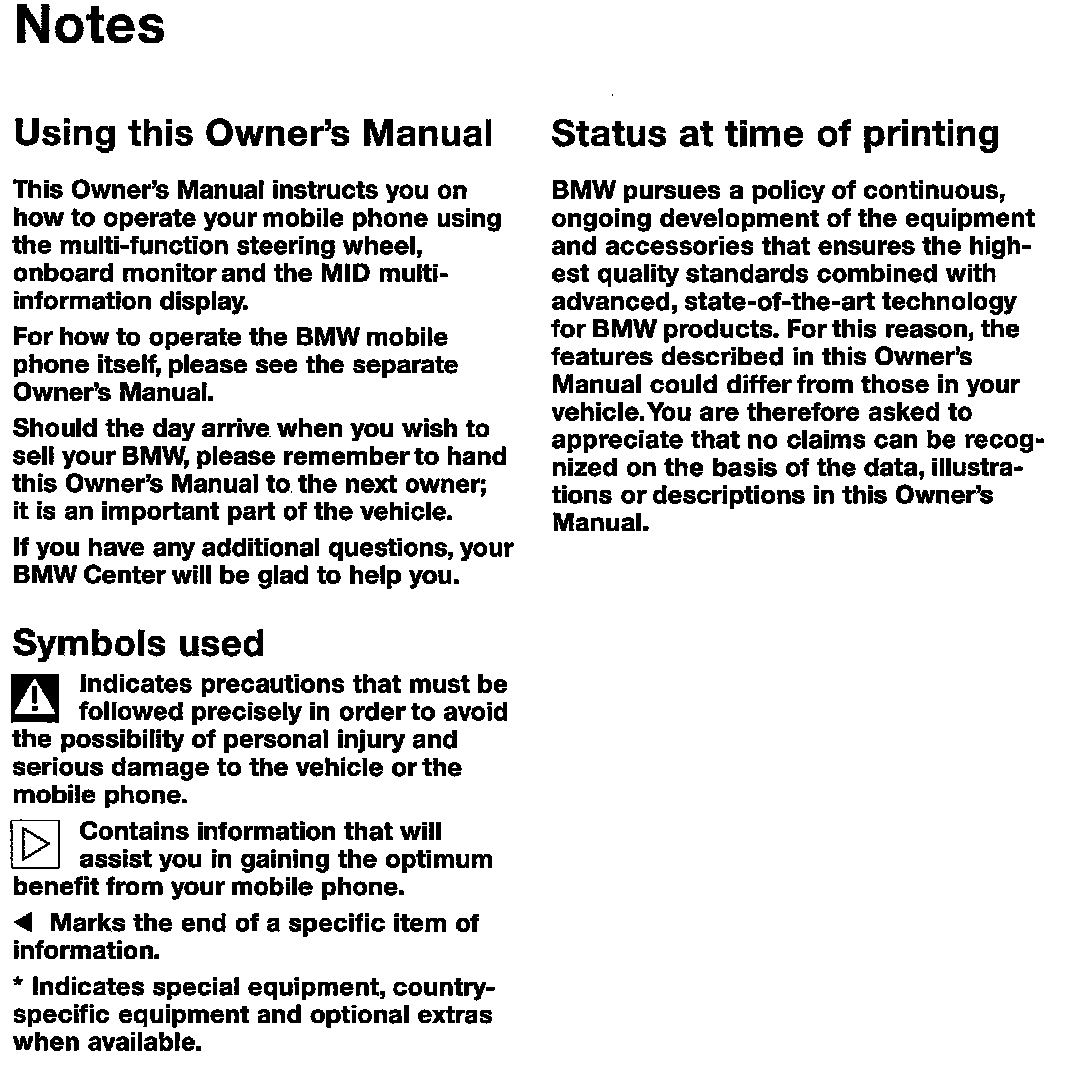 Notes
Using this Owner's Manual
This Owner's Manual instructs you on
how to operate your mobile phone using
the multi-function steering wheel,
onboard monitor and the MID multi-
information display.
For how to operate the BMW mobile
phone itself, please see the separate
Owner's Manual.
Should the day arrive when you wish to
sell your BMW, please remember to hand
this Owner's Manual to the next owner;
it is an important part of the vehicle.
If you have any additional questions, your
BMW Center will be glad to help you.
Symbols used
Indicates precautions that must be
followed precisely in order to avoid
the possibility of personal injury and
serious damage to the vehicle or the
mobile phone.
Contains information that will
assist you in gaining the optimum
benefit from your mobile phone.
◄ Marks the end of a specific item of
information.
* Indicates special equipment, country-
specific equipment and optional extras
when available.
Status at time of printing
BMW pursues a policy of continuous,
ongoing development of the equipment
and accessories that ensures the high-
est quality standards combined with
advanced, state-of-the-art technology
for BMW products. For this reason, the
features described in this Owner's
Manual could differ from those in your
vehicle. You are therefore asked to
appreciate that no claims can be recog-
nized on the basis of the data, illustra-
tions or descriptions in this Owner's
Manual.